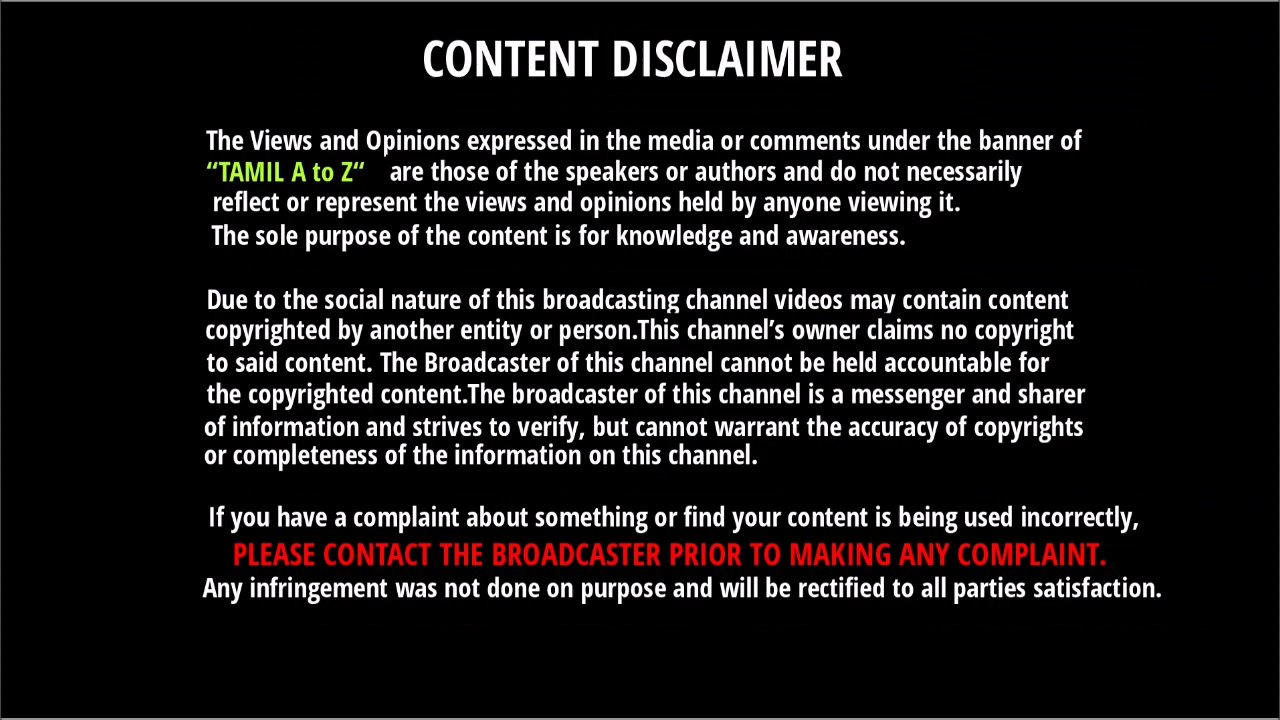 CONTENT DISCLAIMER
The Views and Opinions expressed in the media or comments under the banner of
“TAMIL A to Z“ are those of the speakers or authors and do not necessarily
reflect or represent the views and opinions held by anyone viewing it.
The sole purpose of the content is for knowledge and awareness.
Due to the social nature of this broadcasting channel videos may contain content
copyrighted by another entity or person.This channel’s owner claims no copyright
to said content. The Broadcaster of this channel cannot be held accountable for
the copyrighted content.The broadcaster of this channel is a messenger and sharer
of information and strives to verify, but cannot warrant the accuracy of copyrights
or completeness of the information on this channel.
If you have a complaint about something or find your content is being used incorrectly,
PLEASE CONTACT THE BROADCASTER PRIOR TO MAKING ANY COMPLAINT.
Any infringement was not done on purpose and will be rectified to all parties satisfaction.